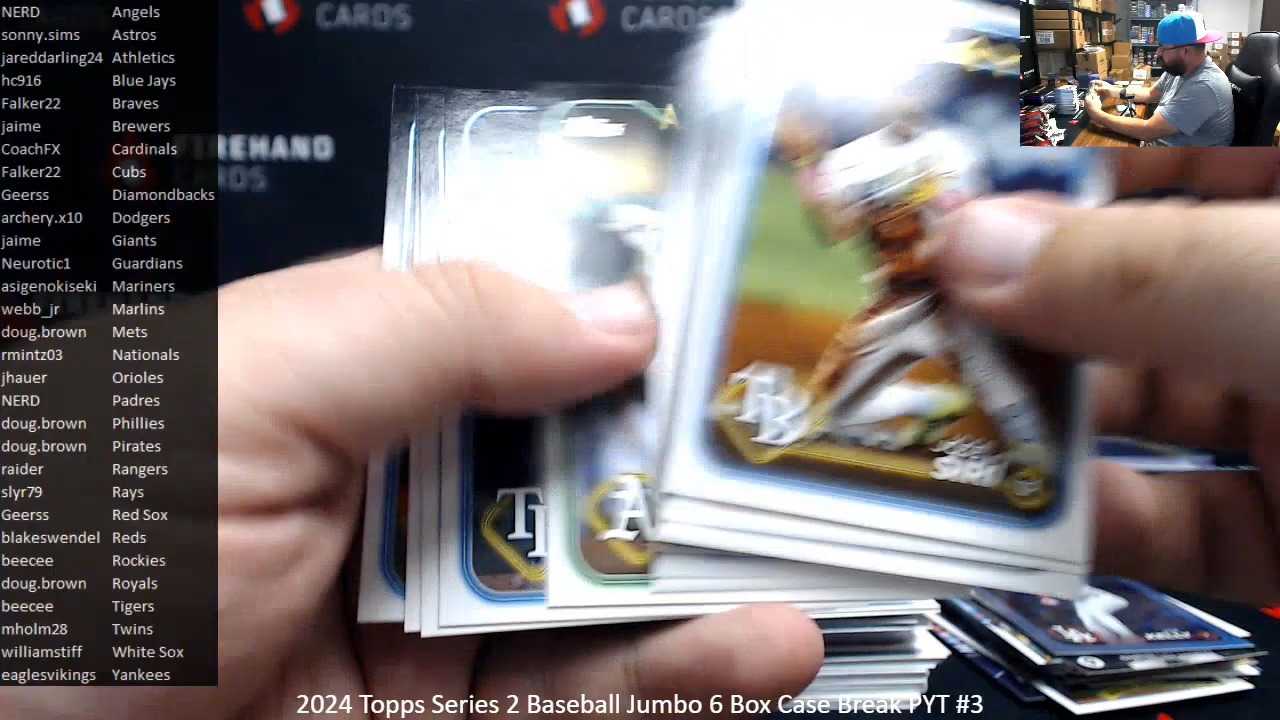 NERD Angels
sonny.sims Astros
jareddarling24 Athletics
hc916 Blue Jays
Falker22 Braves
jaime Brewers
CoachFX Cardinals
Falker22 Cubs
Geerss Diamondbacks
archery.x10 Dodgers
jaime Giants
Neurotic1 Guardians
asigenokiseki Mariners
webb_jr Marlins
doug.brown Mets
rmintz03 Nationals
jhauer Orioles
NERD Padres
doug.brown Phillies
doug.brown Pirates
raider Rangers
slyr79 Rays
Geerss Red Sox
blakeswendel Reds
beecee Rockies
doug.brown Royals
beecee Tigers
mholm28 Twins
williamstiff White Sox
eaglesvikings Yankees
CARDS
CARDS
REHAND
CARDS
TB
SIRI
A
KELLY
2024 Topps Series 2 Baseball Jumbo 6 Box Case Break PYT #3